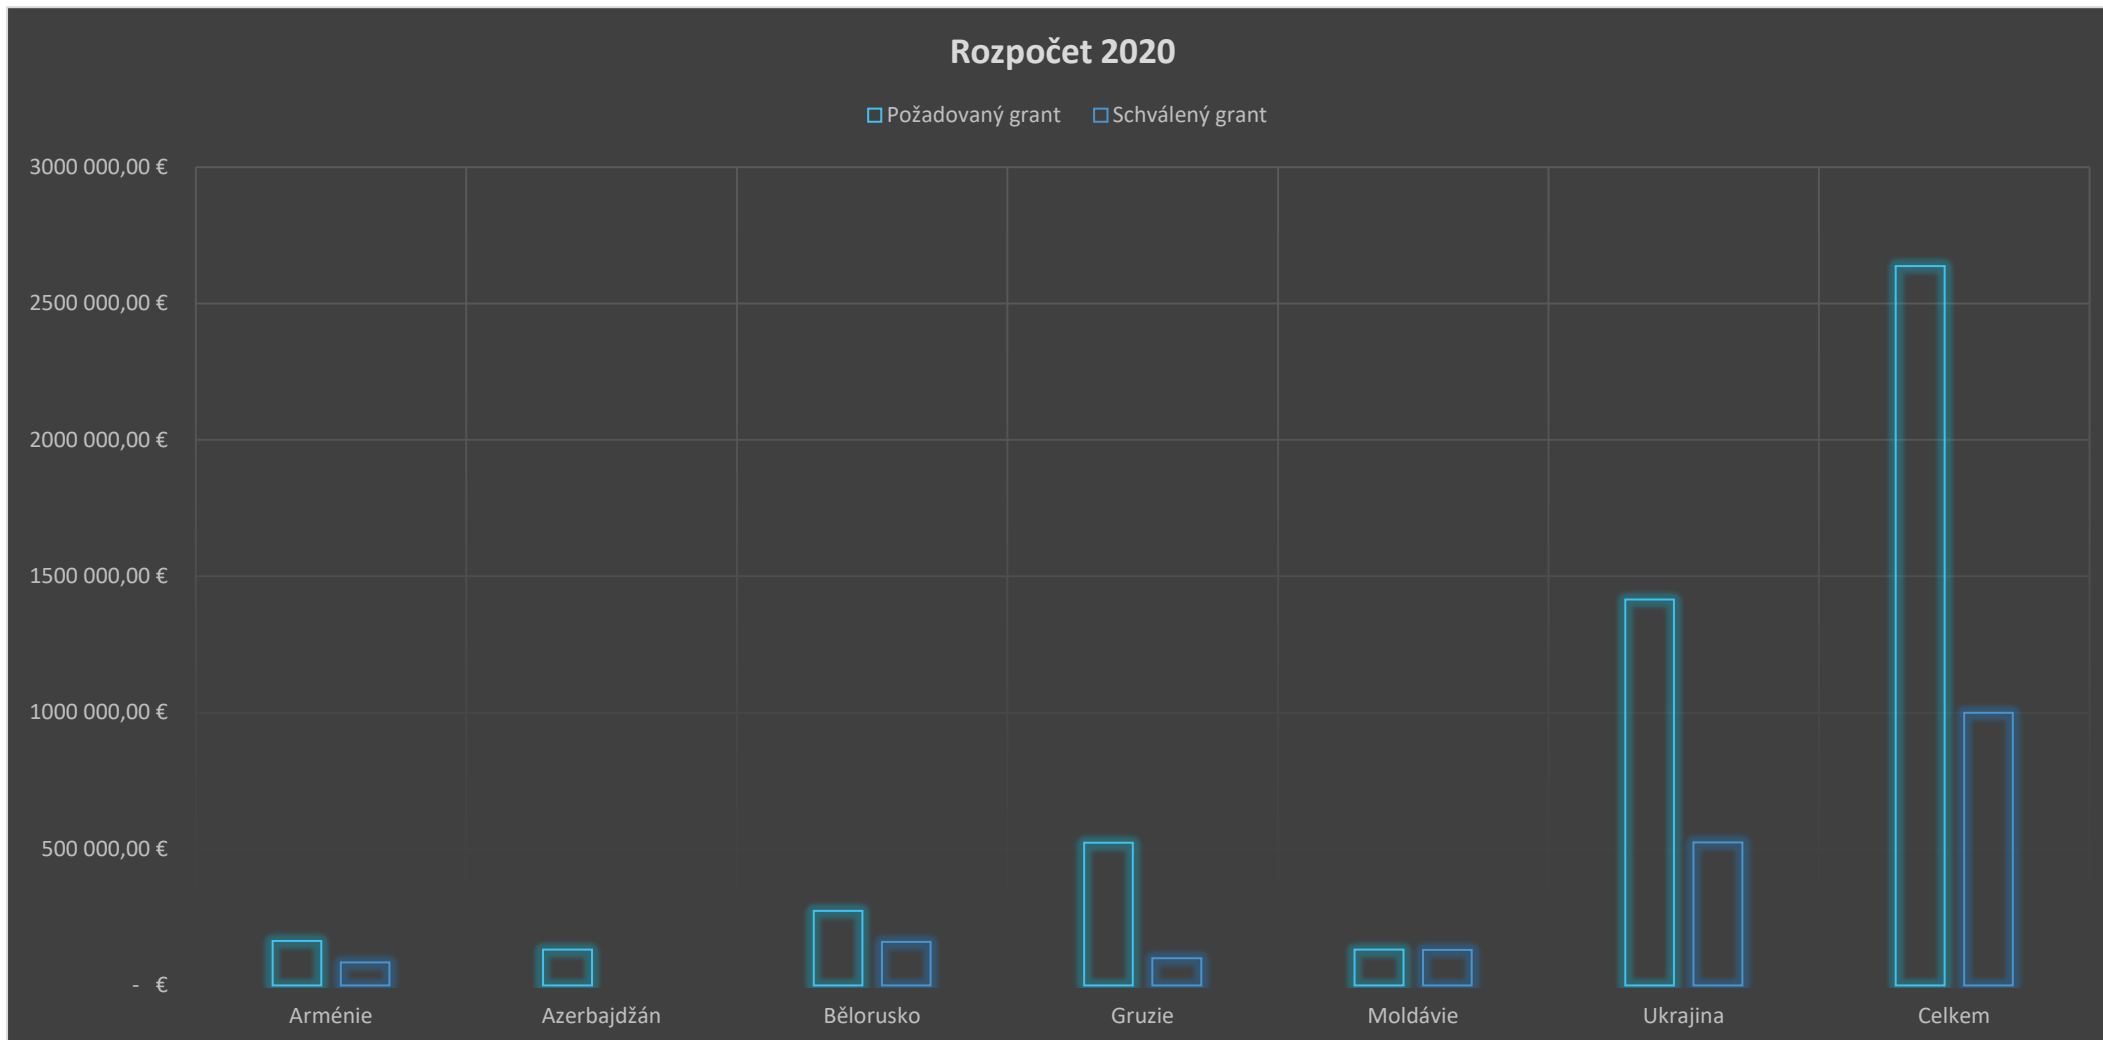 Rozpočet 2020
Požadovaný grant Schválený grant
3000 000,00 €
2500 000,00 €
2000 000,00 €
1500 000,00 €
1000 000,00 €
500 000,00 €
- €
Arménie Azerbajdžán Bělorusko Gruzie Moldávie Ukrajina Celkem